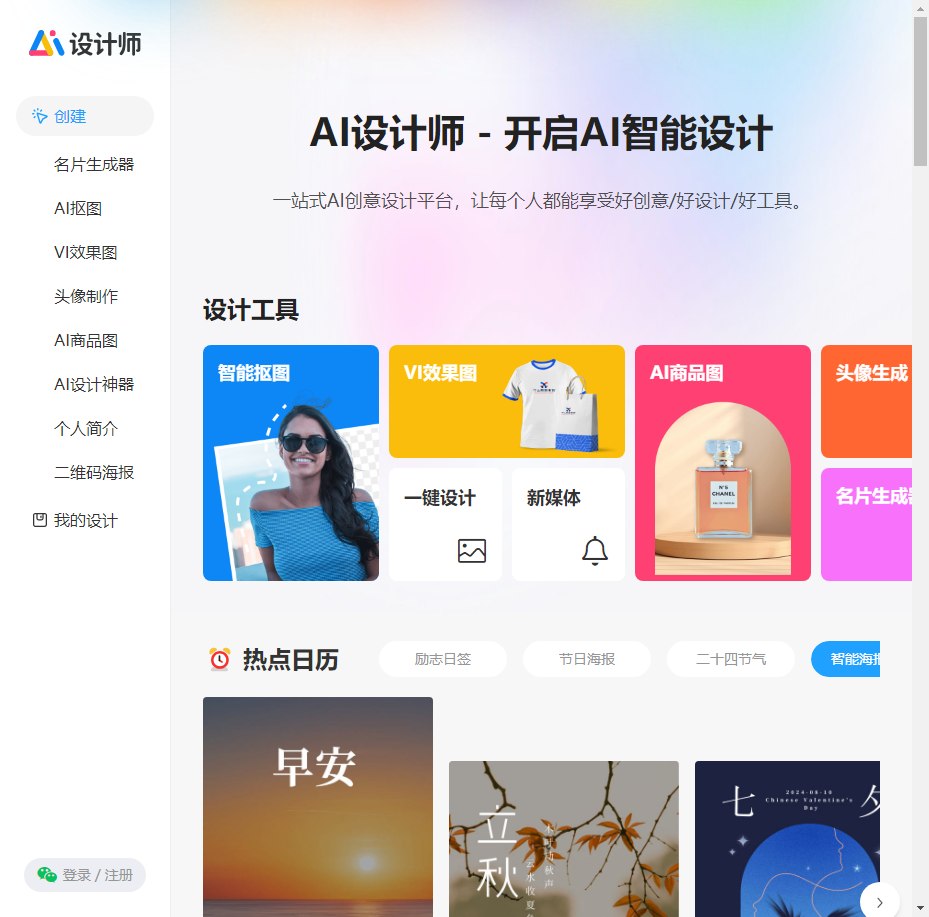 设计师
创建
名片生成器
AI抠图
VI效果图
头像制作
AI商品图
AI设计神器
个人简介
二维码海报
我的设计
登录 / 注册
AI设计师 - 开启AI智能设计
一站式AI创意设计平台，让每个人都能享受好创意/好设计/好工具。
设计工具
智能抠图
VI效果图
一键设计
新媒体
AI商品图
N°5
CHANEL
头像生成
名片生成
热点日历
励志日签
节日海报
二十四节气
智能海报
早安
立秋
七夕
2024-08-10
Chinese Valentine's
Day